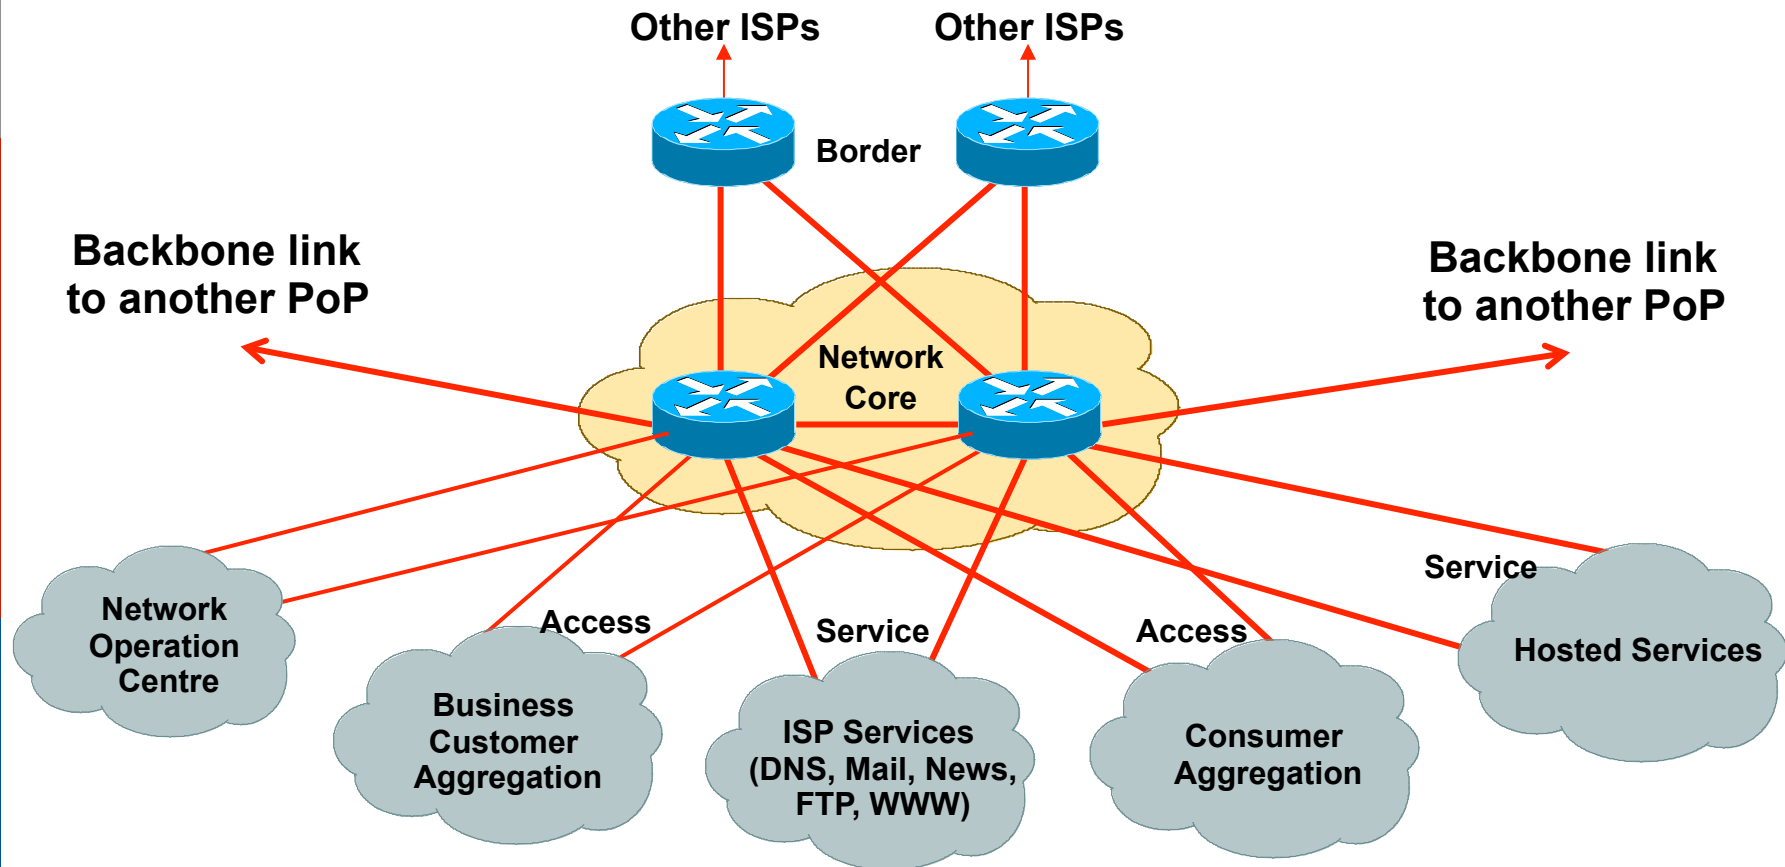 Other ISPs
Other ISPs
Border
Backbone link
to another PoP
Backbone link
to another PoP
Network
Core
Network
Operation
Centre
Access
Business
Customer
Aggregation
Service
ISP Services
(DNS, Mail, News,
FTP, WWW)
Access
Consumer
Aggregation
Service
Hosted Services